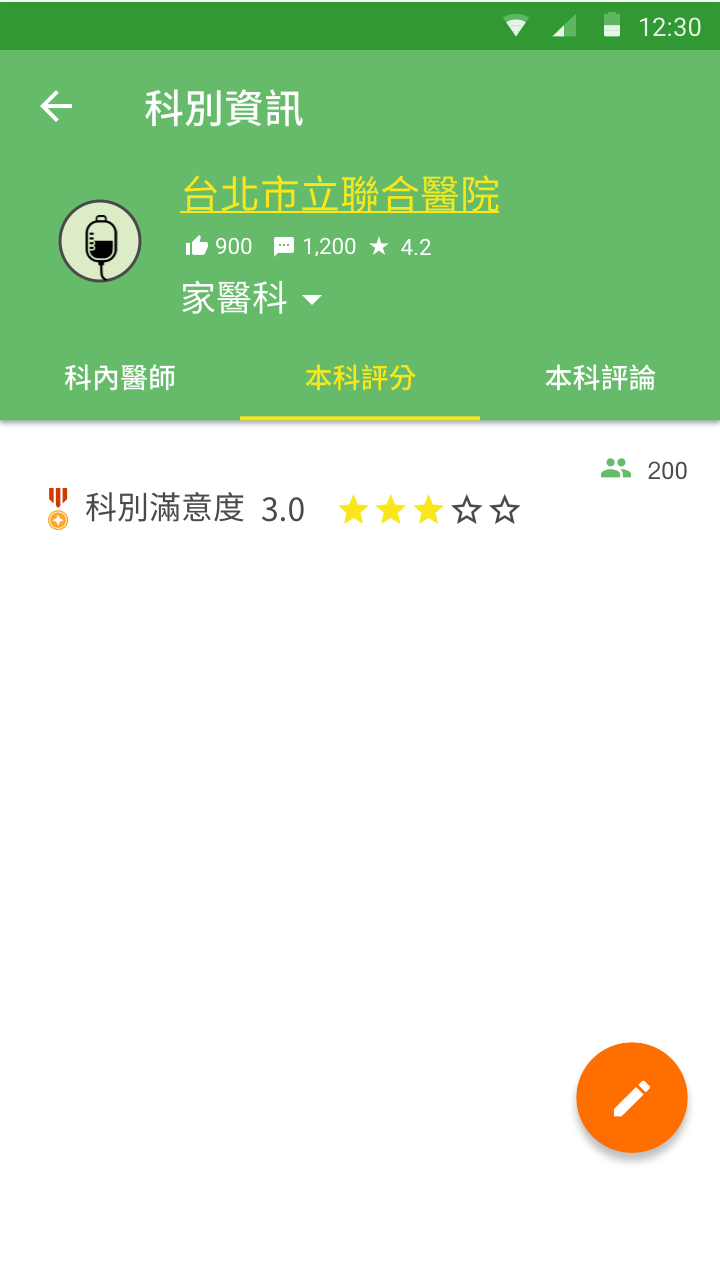 12:30
科別資訊
台北市立聯合醫院
900 1,200 4.2
家醫科
科內醫師 本科評分 本科評論
200
科別滿意度 3.0